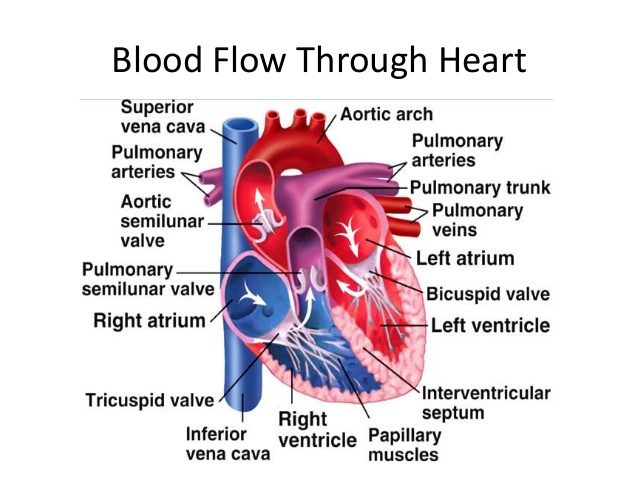 Blood Flow Through Heart
Superior
vena cava
Aortic arch
Pulmonary
arteries
Pulmonary
arteries
Pulmonary trunk
Aortic
semilunar
valve
Pulmonary
veins
Left atrium
Pulmonary
semilunar valve
Bicuspid valve
Right atrium
Left ventricle
Tricuspid valve
Interventricular
septum
Right
ventricle
Inferior
vena cava
Papillary
muscles